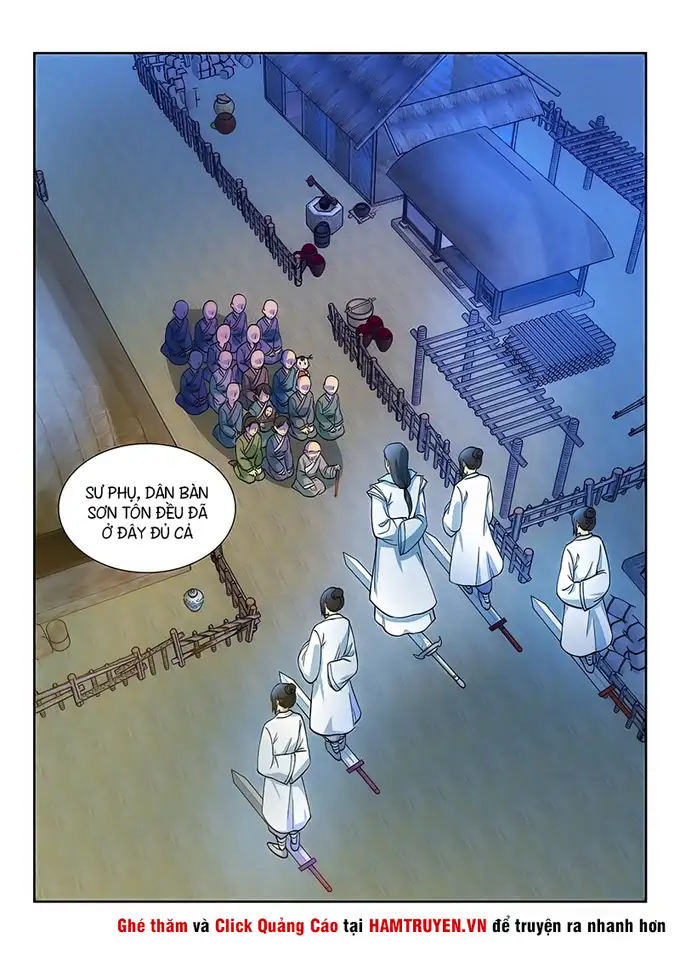 SƯ PHỤ, DÂN BÀN
SƠN TÔN ĐỀU ĐÃ
Ở ĐÂY ĐỦ CẢ
Ghé thăm và Click Quảng Cáo tại HAMTRUYEN.VN để truyện ra nhanh hơn